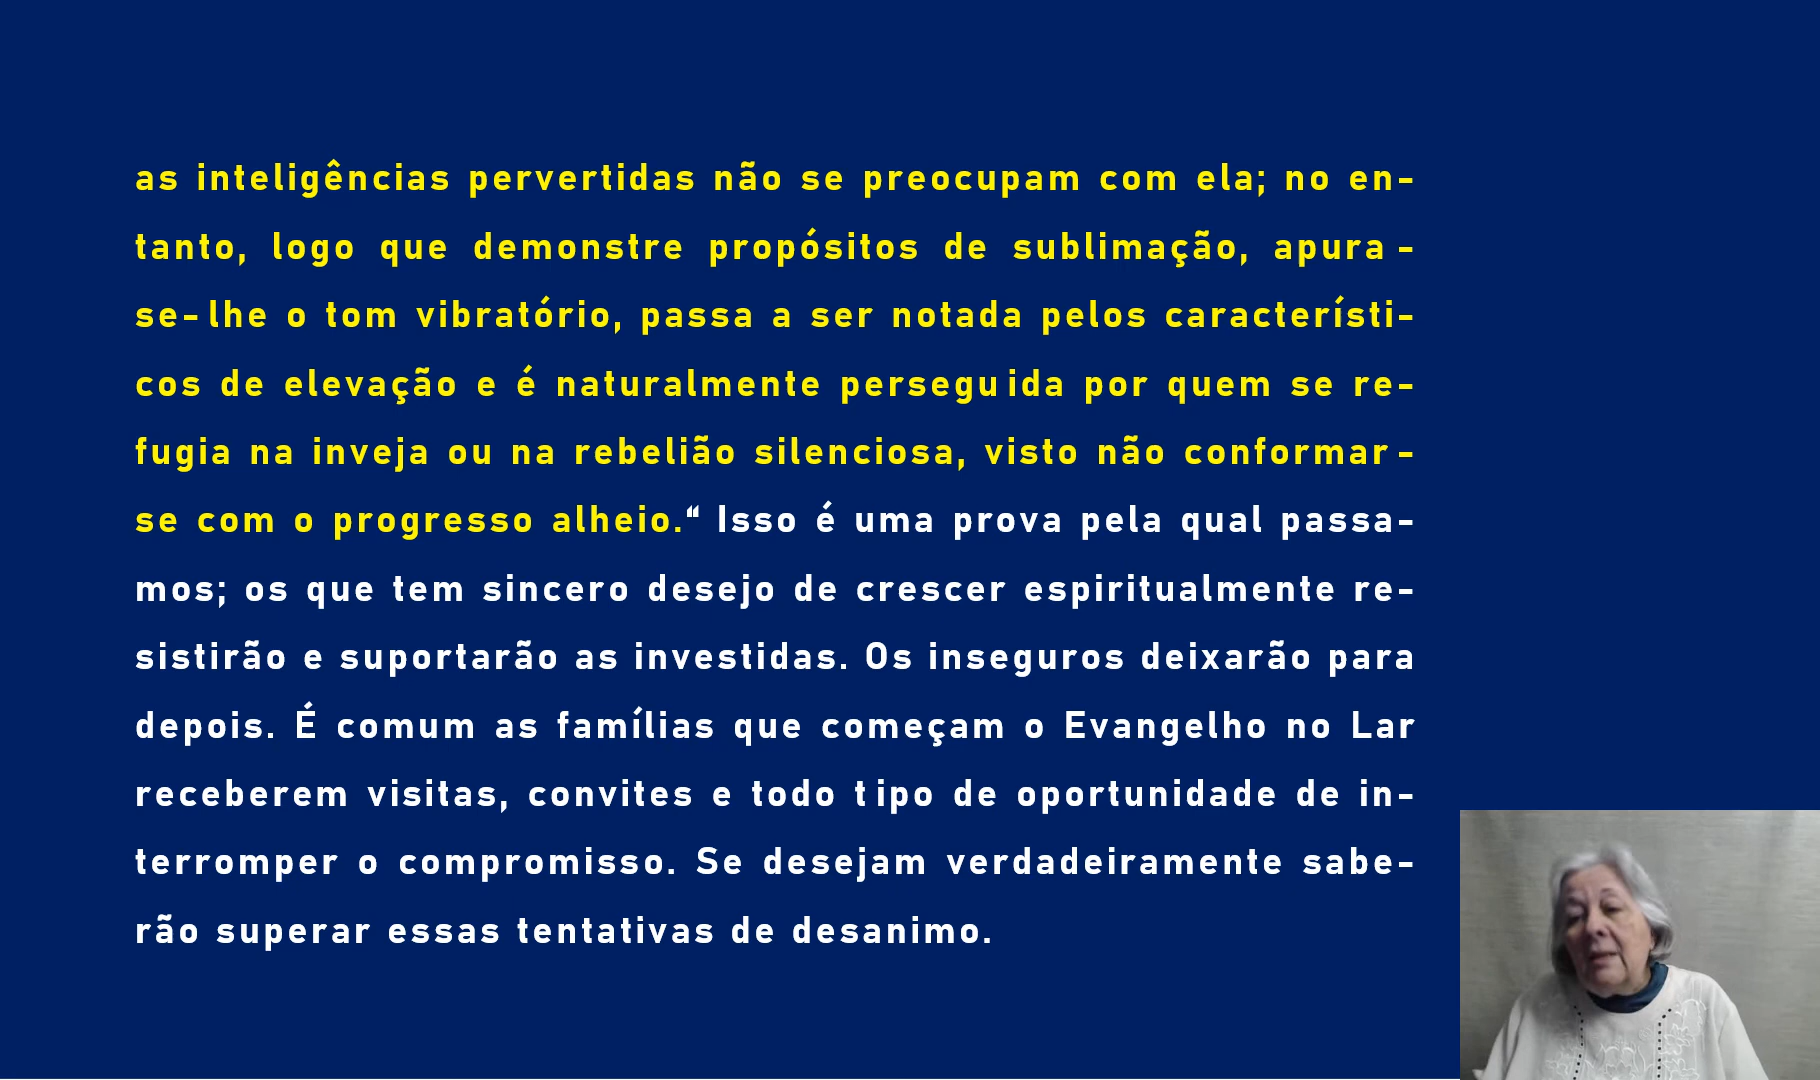 as inteligências pervertidas não se preocupam com ela; no en-
tanto, logo que demonstre propósitos de sublimação, apura-
se-lhe o tom vibratório, passa a ser notada pelos característi-
cos de elevação e é naturalmente perseguida por quem se re-
fugia na inveja ou na rebelião silenciosa, visto não conformar-
se com o progresso alheio.“ Isso é uma prova pela qual passa-
mos; os que tem sincero desejo de crescer espiritualmente re-
sistirão e suportarão as investidas. Os inseguros deixarão para
depois. É comum as famílias que começam o Evangelho no Lar
receberem visitas, convites e todo tipo de oportunidade de in-
terromper o compromisso. Se desejam verdadeiramente sabe-
rão superar essas tentativas de desanimo.